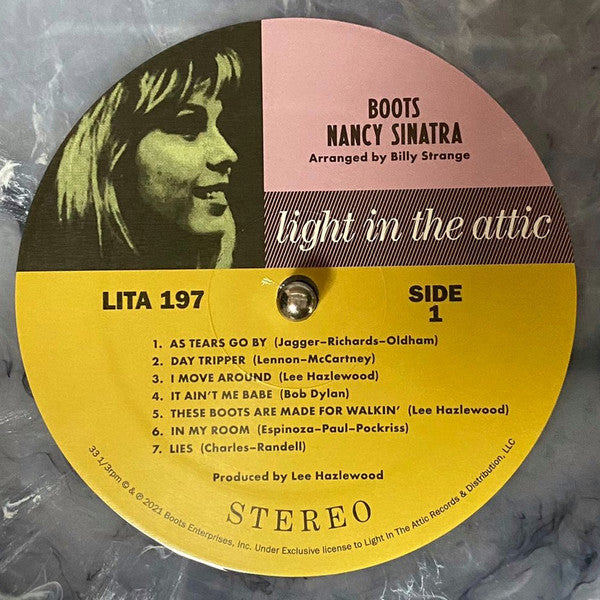 BOOTS
NANCY SINATRA
Arranged by Billy Strange
light in the attic
LITA 197
SIDE
1
1. AS TEARS GO BY (Jagger–Richards–Oldham)
2. DAY TRIPPER (Lennon–McCartney)
3. I MOVE AROUND (Lee Hazlewood)
4. IT AIN'T ME BABE (Bob Dylan)
5. THESE BOOTS ARE MADE FOR WALKIN' (Lee Hazlewood)
6. IN MY ROOM (Espinoza–Paul–Pockriss)
7. LIES (Charles–Randell)
Produced by Lee Hazlewood
STEREO
33 1/3rpm © & ℗ 2021 Boots Enterprises, Inc. Under Exclusive license to Light In The Attic Records & Distribution, LLC